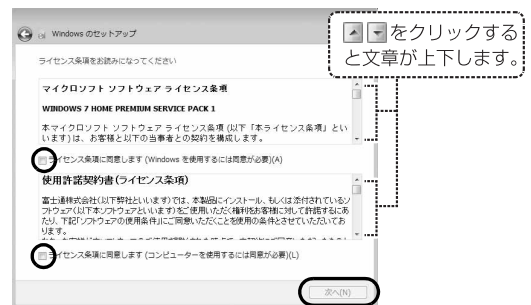 Windows のセットアップ
▲▼をクリックする
と文章が上下します。
ライセンス条項をお読みになってください
マイクロソフト ソフトウェア ライセンス条項
WINDOWS 7 HOME PREMIUM SERVICE PACK 1
本マイクロソフト ソフトウェア ライセンス条項 (以下「本ライセンス条項」とい
います) は、お客様と以下の当事者との契約を構成します。
ライセンス条項に同意します (Windows を使用するには同意が必要)(A)
使用許諾契約書(ライセンス条項)
富士通株式会社(以下弊社といいます)では、本製品にインストール、もしくは添付されているソ
フトウェア(以下本ソフトウェアといいます)をご使用いただく権利をお客様に対して許諾するにあ
たり、下記「ソフトウェアの使用条件」にご同意いただくことを使用の条件とさせていただいてお
ります。
ライセンス条項に同意します (コンピューターを使用するには同意が必要)(L)
次へ(N)